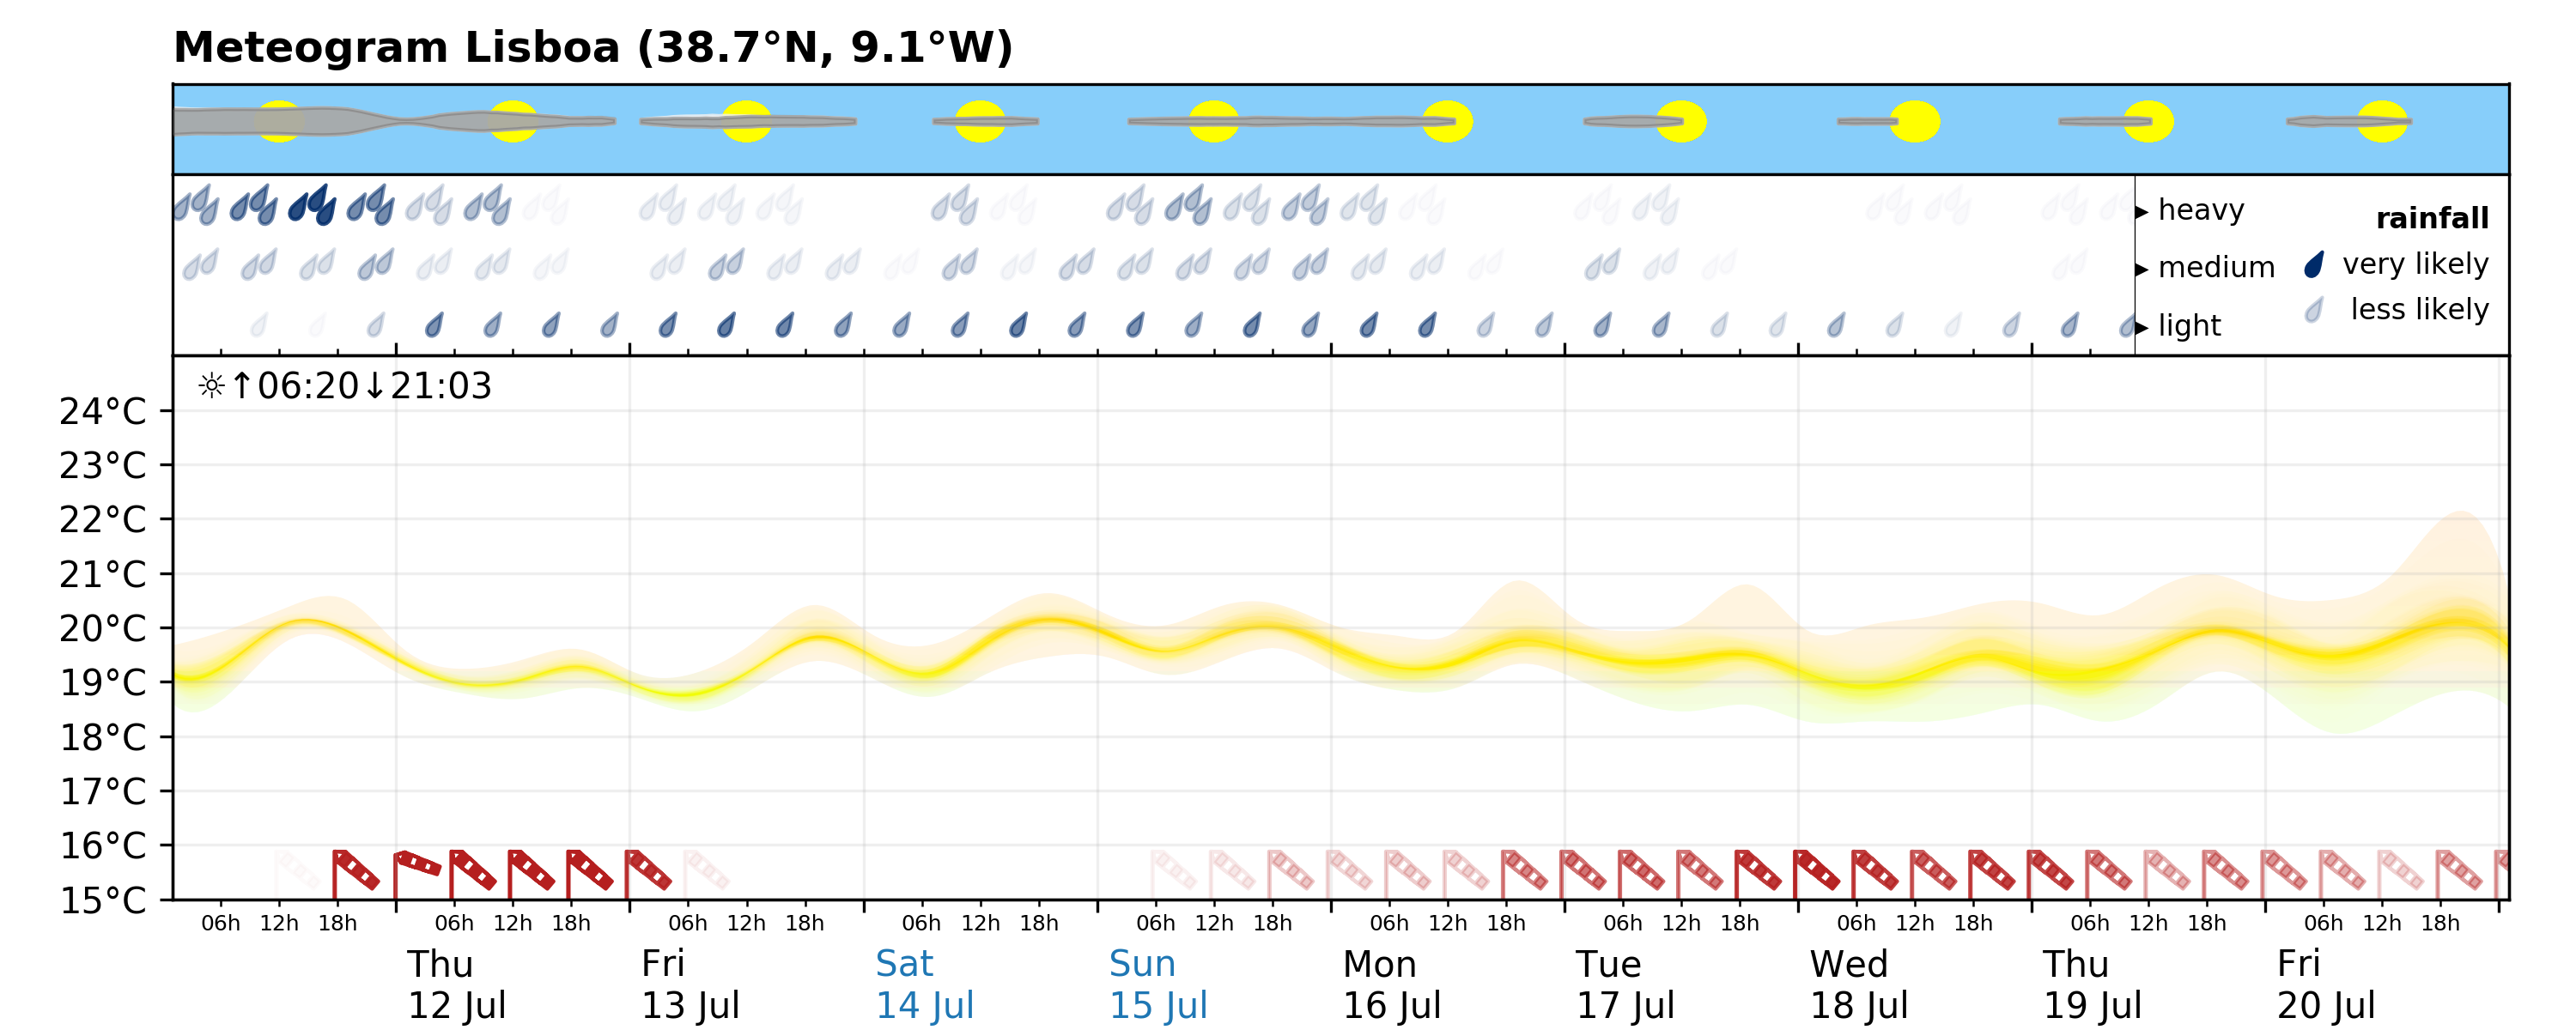 Meteogram Lisboa (38.7°N, 9.1°W)
▸ heavy
rainfall
▸ medium
very likely
less likely
▸ light
☼↑06:20↓21:03
24°C
23°C
22°C
21°C
20°C
19°C
18°C
17°C
16°C
15°C
06h 12h 18h 06h 12h 18h 06h 12h 18h 06h 12h 18h 06h 12h 18h 06h 12h 18h 06h 12h 18h 06h 12h 18h 06h 12h 18h 06h 12h 18h
Thu Fri Sat Sun Mon Tue Wed Thu Fri
12 Jul 13 Jul 14 Jul 15 Jul 16 Jul 17 Jul 18 Jul 19 Jul 20 Jul